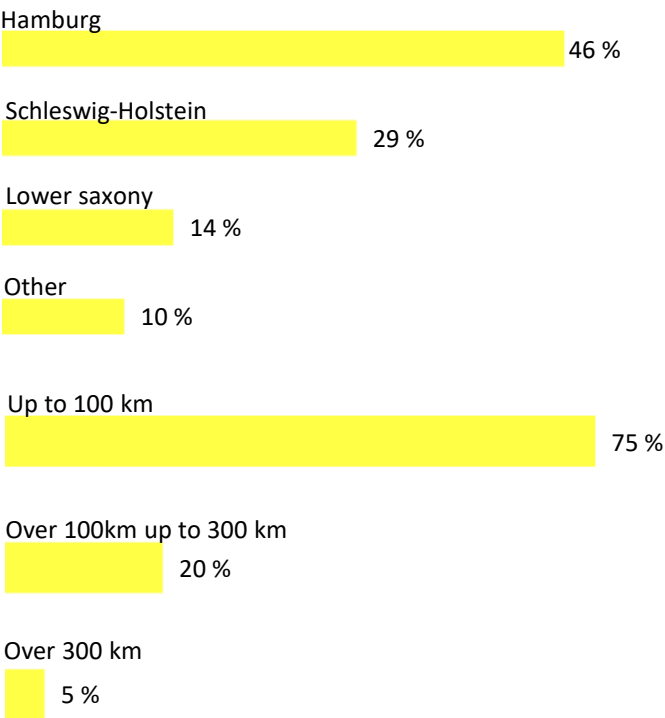 Hamburg
46 %
Schleswig-Holstein
29 %
Lower saxony
14 %
Other
10 %
Up to 100 km
75 %
Over 100km up to 300 km
20 %
Over 300 km
5 %